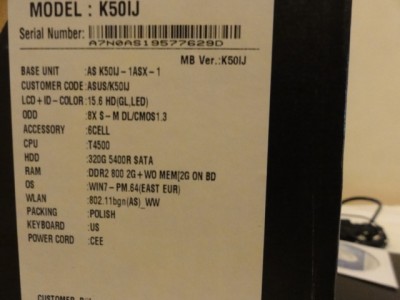 MODEL : K50IJ
Serial Number:
A7N0AS19577629D
MB Ver.:K50IJ
BASE UNIT :AS K50IJ-1ASX-1
CUSTOMER CODE:ASUS/K50IJ
LCD+ID-COLOR:15.6 HD(GL,LED)
ODD :8X S-M DL/CMOS1.3
ACCESSORY :6CELL
CPU :T4500
HDD :320G 5400R SATA
RAM :DDR2 800 2G+WD MEM[2G ON BD
OS :WIN7-PM.64(EAST EUR)
WLAN :802.11bgn(AS)_WW
PACKING :POLISH
KEYBOARD :US
POWER CORD :CEE